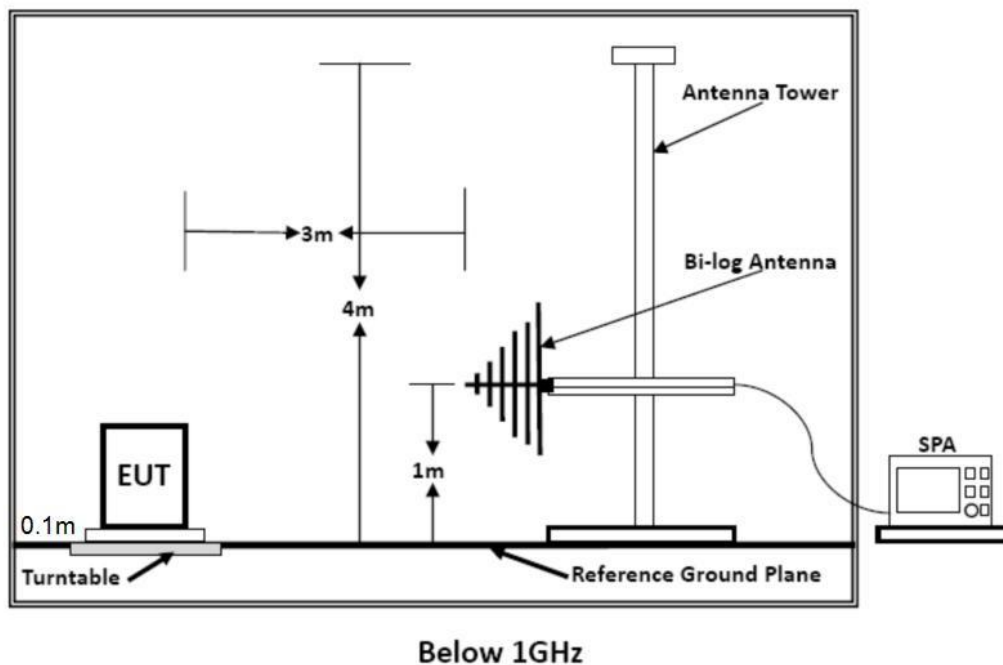 Antenna Tower
3m
Bi-log Antenna
4m
EUT
1m
SPA
0.1m
Turntable
Reference Ground Plane
Below 1GHz